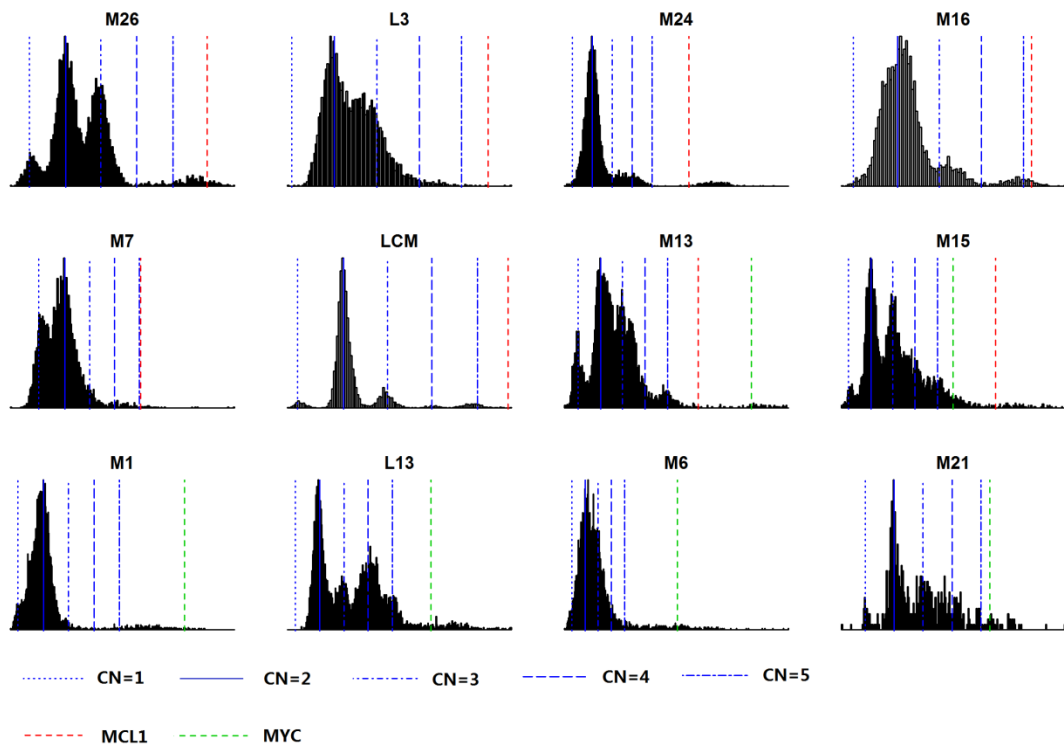 M26 L3 M24 M16
M7 LCM M13 M15
M1 L13 M6 M21
CN=1 CN=2 CN=3 CN=4 CN=5
MCL1 MYC